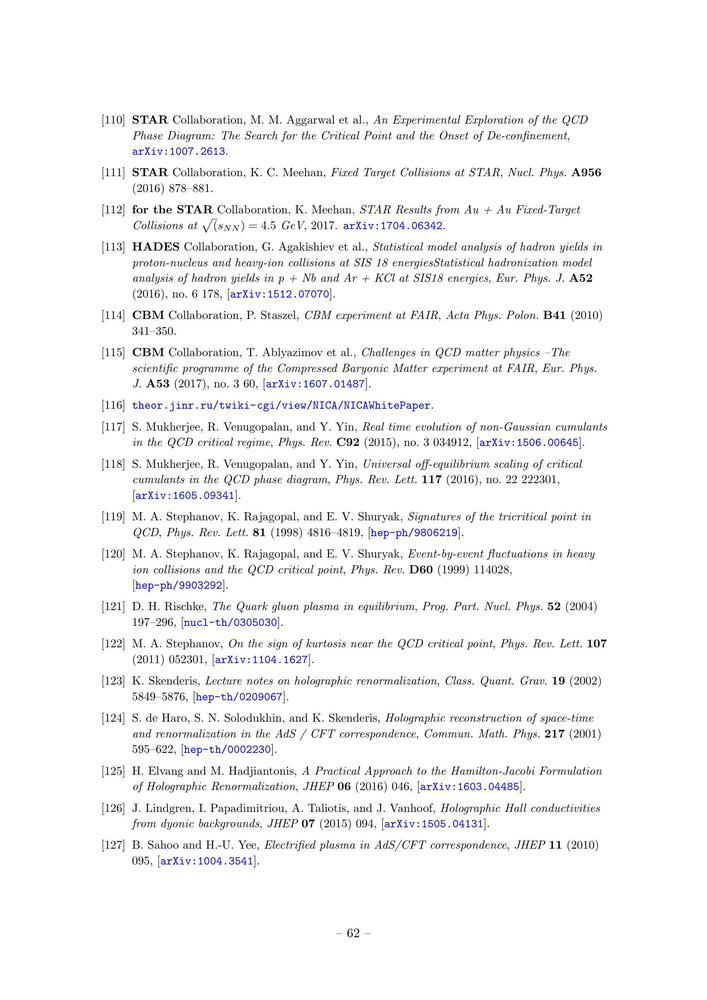 [110] STAR Collaboration, M. M. Aggarwal et al., An Experimental Exploration of the QCD
Phase Diagram: The Search for the Critical Point and the Onset of De-confinement,
arXiv:1007.2613.
[111] STAR Collaboration, K. C. Meehan, Fixed Target Collisions at STAR, Nucl. Phys. A956
(2016) 878–881.
[112] for the STAR Collaboration, K. Meehan, STAR Results from Au + Au Fixed-Target
Collisions at √(s_NN) = 4.5 GeV, 2017. arXiv:1704.06342.
[113] HADES Collaboration, G. Agakishiev et al., Statistical model analysis of hadron yields in
proton-nucleus and heavy-ion collisions at SIS 18 energiesStatistical hadronization model
analysis of hadron yields in p + Nb and Ar + KCl at SIS18 energies, Eur. Phys. J. A52
(2016), no. 6 178, [arXiv:1512.07070].
[114] CBM Collaboration, P. Staszel, CBM experiment at FAIR, Acta Phys. Polon. B41 (2010)
341–350.
[115] CBM Collaboration, T. Ablyazimov et al., Challenges in QCD matter physics –The
scientific programme of the Compressed Baryonic Matter experiment at FAIR, Eur. Phys.
J. A53 (2017), no. 3 60, [arXiv:1607.01487].
[116] theor.jinr.ru/twiki-cgi/view/NICA/NICAWhitePaper.
[117] S. Mukherjee, R. Venugopalan, and Y. Yin, Real time evolution of non-Gaussian cumulants
in the QCD critical regime, Phys. Rev. C92 (2015), no. 3 034912, [arXiv:1506.00645].
[118] S. Mukherjee, R. Venugopalan, and Y. Yin, Universal off-equilibrium scaling of critical
cumulants in the QCD phase diagram, Phys. Rev. Lett. 117 (2016), no. 22 222301,
[arXiv:1605.09341].
[119] M. A. Stephanov, K. Rajagopal, and E. V. Shuryak, Signatures of the tricritical point in
QCD, Phys. Rev. Lett. 81 (1998) 4816–4819, [hep-ph/9806219].
[120] M. A. Stephanov, K. Rajagopal, and E. V. Shuryak, Event-by-event fluctuations in heavy
ion collisions and the QCD critical point, Phys. Rev. D60 (1999) 114028,
[hep-ph/9903292].
[121] D. H. Rischke, The Quark gluon plasma in equilibrium, Prog. Part. Nucl. Phys. 52 (2004)
197–296, [nucl-th/0305030].
[122] M. A. Stephanov, On the sign of kurtosis near the QCD critical point, Phys. Rev. Lett. 107
(2011) 052301, [arXiv:1104.1627].
[123] K. Skenderis, Lecture notes on holographic renormalization, Class. Quant. Grav. 19 (2002)
5849–5876, [hep-th/0209067].
[124] S. de Haro, S. N. Solodukhin, and K. Skenderis, Holographic reconstruction of space-time
and renormalization in the AdS / CFT correspondence, Commun. Math. Phys. 217 (2001)
595–622, [hep-th/0002230].
[125] H. Elvang and M. Hadjiantonis, A Practical Approach to the Hamilton-Jacobi Formulation
of Holographic Renormalization, JHEP 06 (2016) 046, [arXiv:1603.04485].
[126] J. Lindgren, I. Papadimitriou, A. Taliotis, and J. Vanhoof, Holographic Hall conductivities
from dyonic backgrounds, JHEP 07 (2015) 094, [arXiv:1505.04131].
[127] B. Sahoo and H.-U. Yee, Electrified plasma in AdS/CFT correspondence, JHEP 11 (2010)
095, [arXiv:1004.3541].
– 62 –